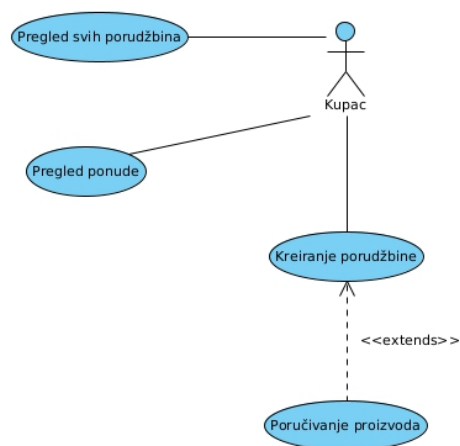 Pregled svih porudžbina
Kupac
Pregled ponude
Kreiranje porudžbine
<<extends>>
Poručivanje proizvoda